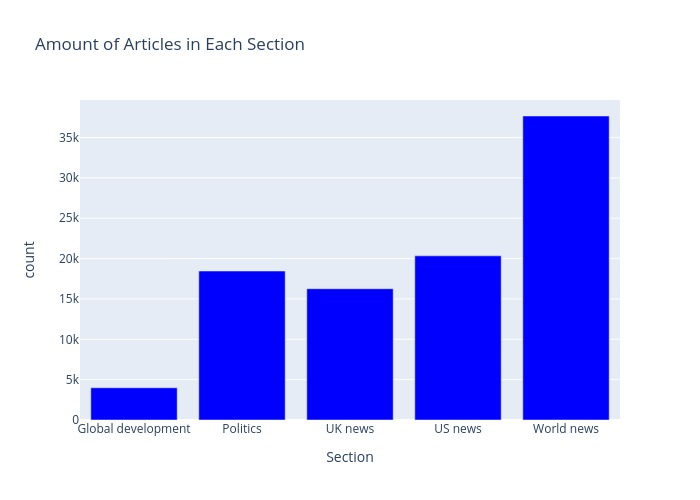 Amount of Articles in Each Section
35k
30k
25k
20k
15k
10k
5k
0
count
Global development
Politics
UK news
US news
World news
Section